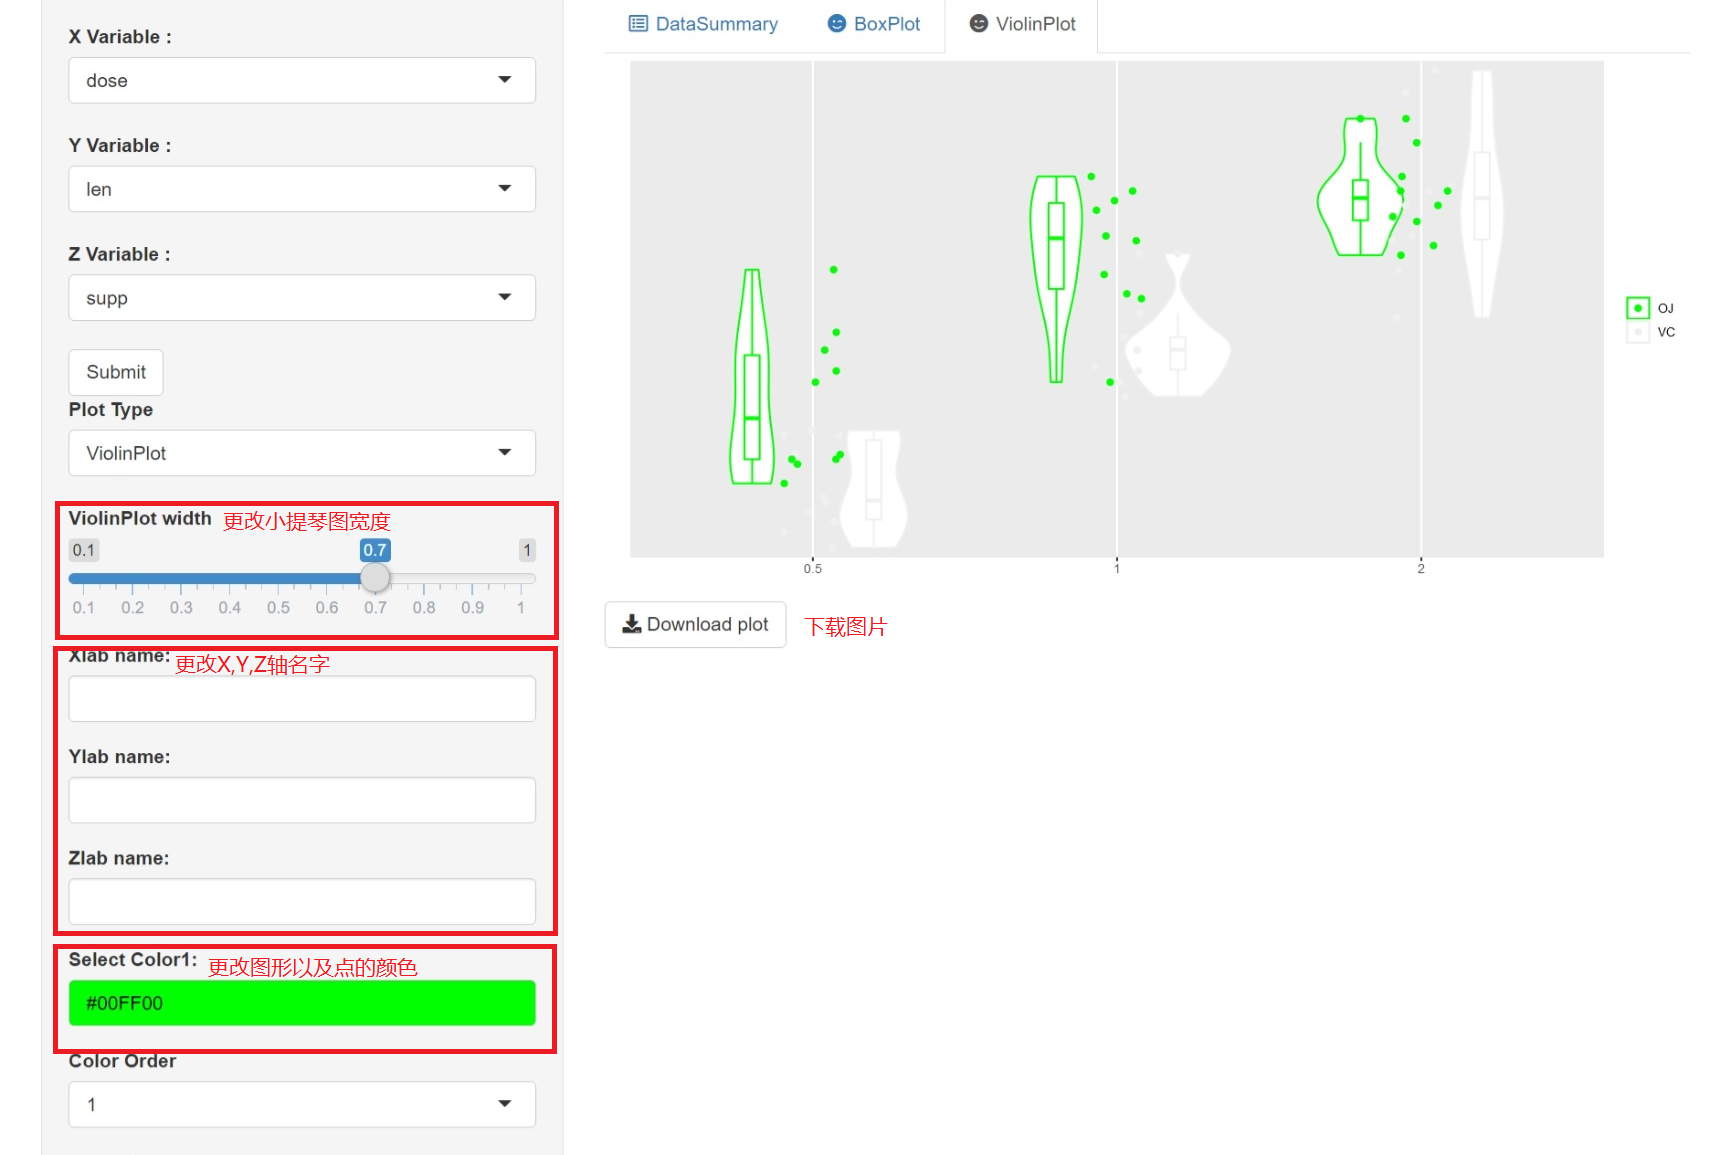 X Variable :
dose
Y Variable :
len
Z Variable :
supp
Submit
Plot Type
ViolinPlot
ViolinPlot width 更改小提琴图宽度
0.1 0.7 1
0.1 0.2 0.3 0.4 0.5 0.6 0.7 0.8 0.9 1
Xlab name: 更改X,Y,Z轴名字
Ylab name:
Zlab name:
Select Color1: 更改图形以及点的颜色
#00FF00
Color Order
1
DataSummary BoxPlot ViolinPlot
OJ
VC
0.5 1 2
Download plot 下载图片